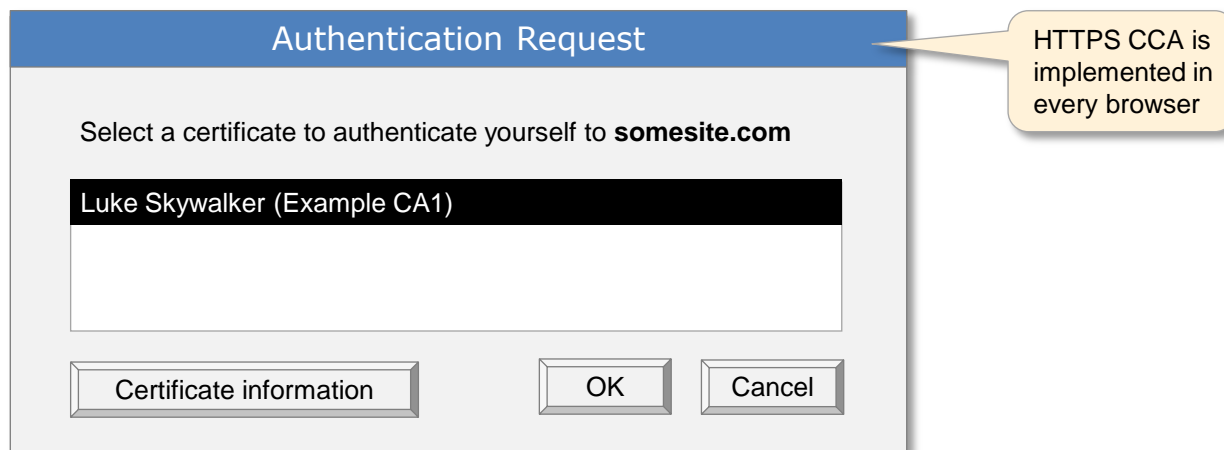 Authentication Request
HTTPS CCA is
implemented in
every browser
Select a certificate to authenticate yourself to somesite.com
Luke Skywalker (Example CA1)
Certificate information
OK
Cancel